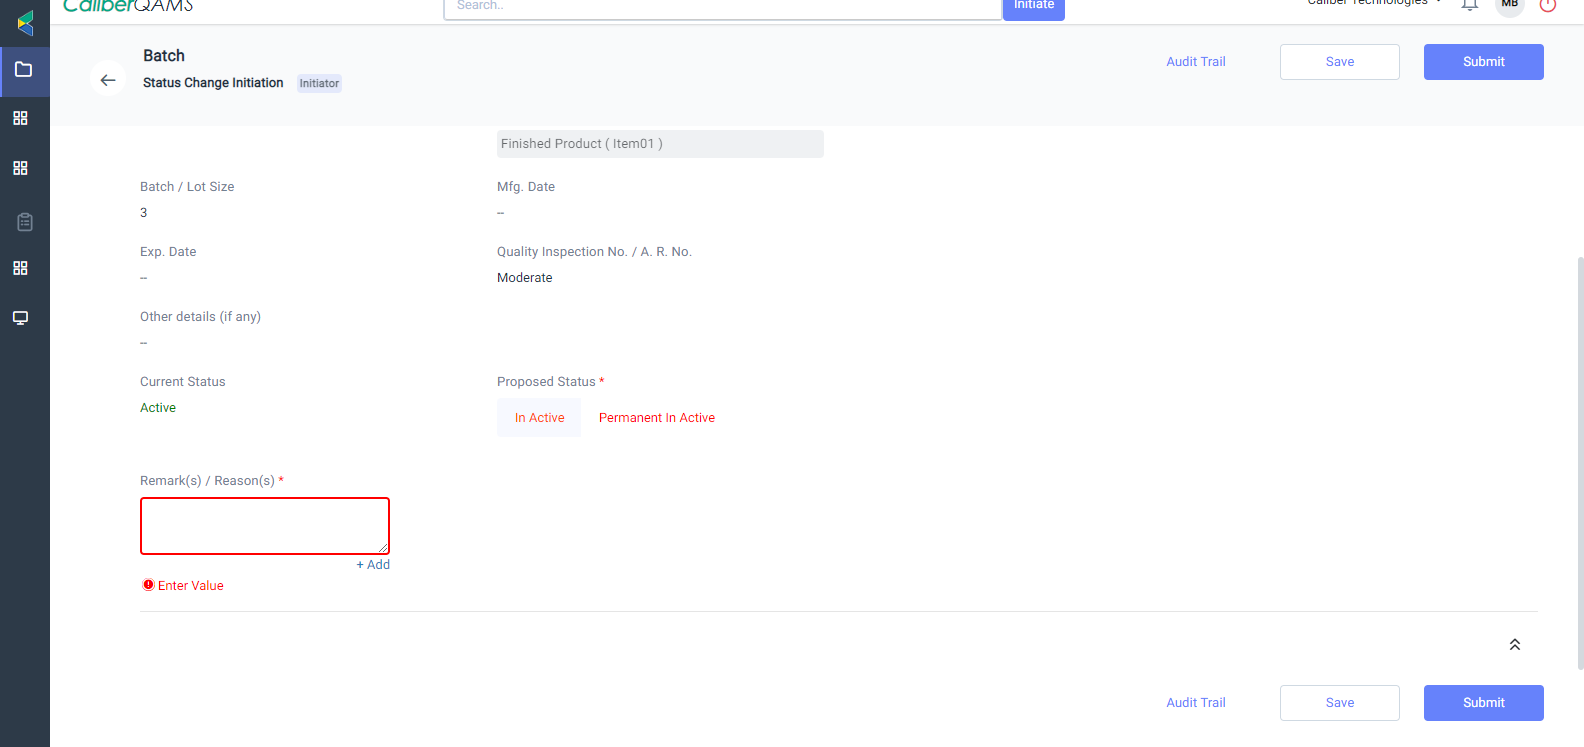 CaliberQAMS
Search..
Initiate
Caliber Technologies
MB
Batch
Status Change Initiation
Initiator
Audit Trail
Save
Submit
Finished Product ( Item01 )
Batch / Lot Size
Mfg. Date
3
--
Exp. Date
Quality Inspection No. / A. R. No.
--
Moderate
Other details (if any)
--
Current Status
Proposed Status *
Active
In Active
Permanent In Active
Remark(s) / Reason(s) *
+ Add
Enter Value
Audit Trail
Save
Submit